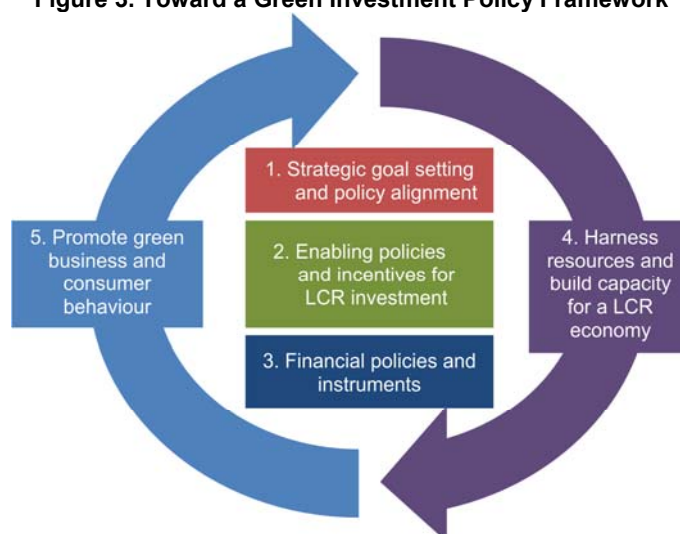 Figure 3. Toward a Green Investment Policy Framework
1. Strategic goal setting
and policy alignment
2. Enabling policies
and incentives for
LCR investment
3. Financial policies and
instruments
4. Harness
resources and
build capacity
for a LCR
economy
5. Promote green
business and
consumer
behaviour